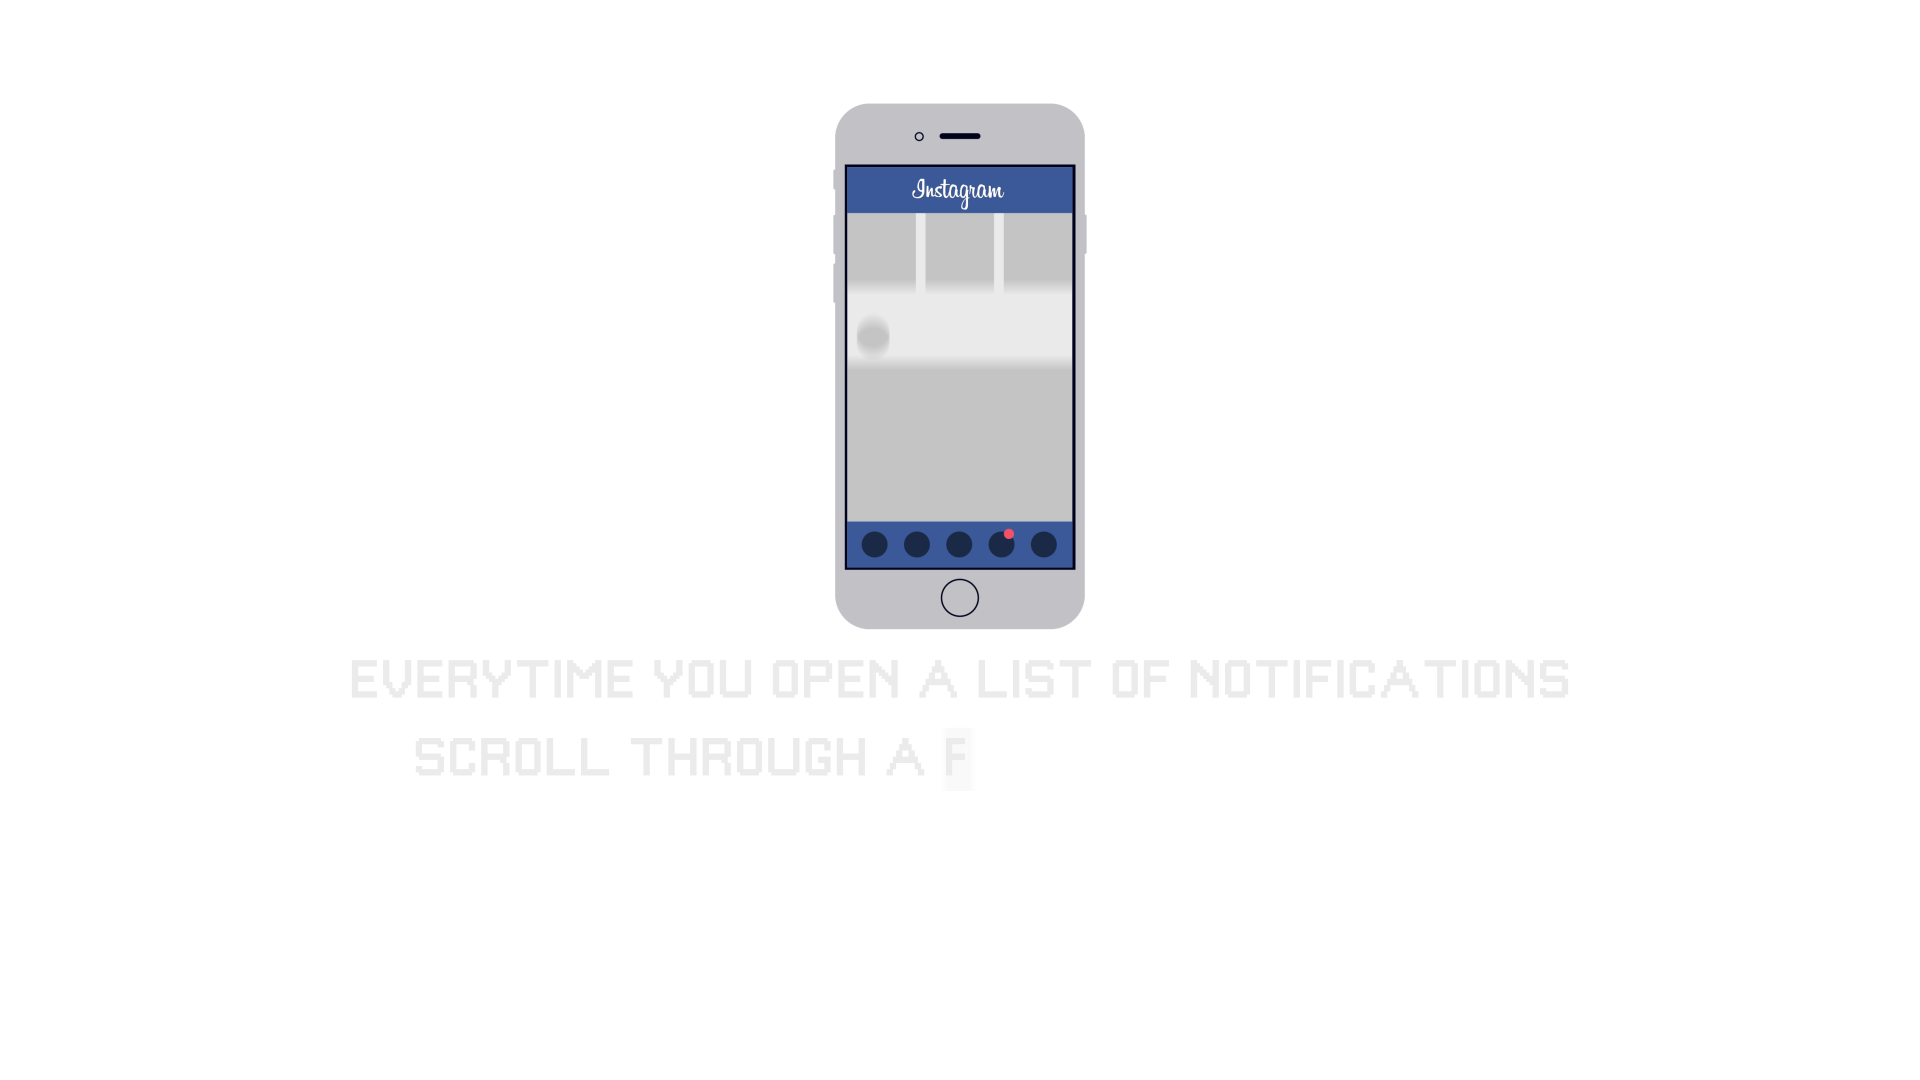 Instagram
EVERYTIME YOU OPEN A LIST OF NOTIFICATIONS
SCROLL THROUGH A F